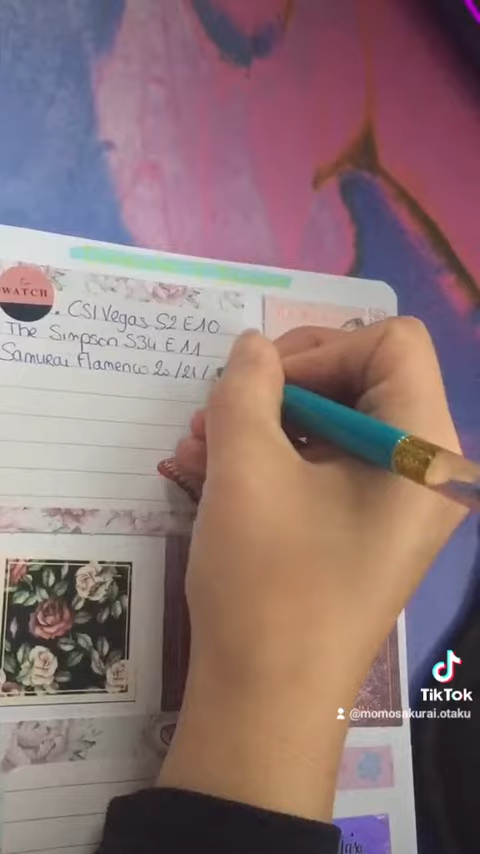 To
WATCH
. CSI Vegas S2 E10
The Simpson S34 E11
Samurai Flamenco 20/21/
TikTok
@momosakurai.otaku